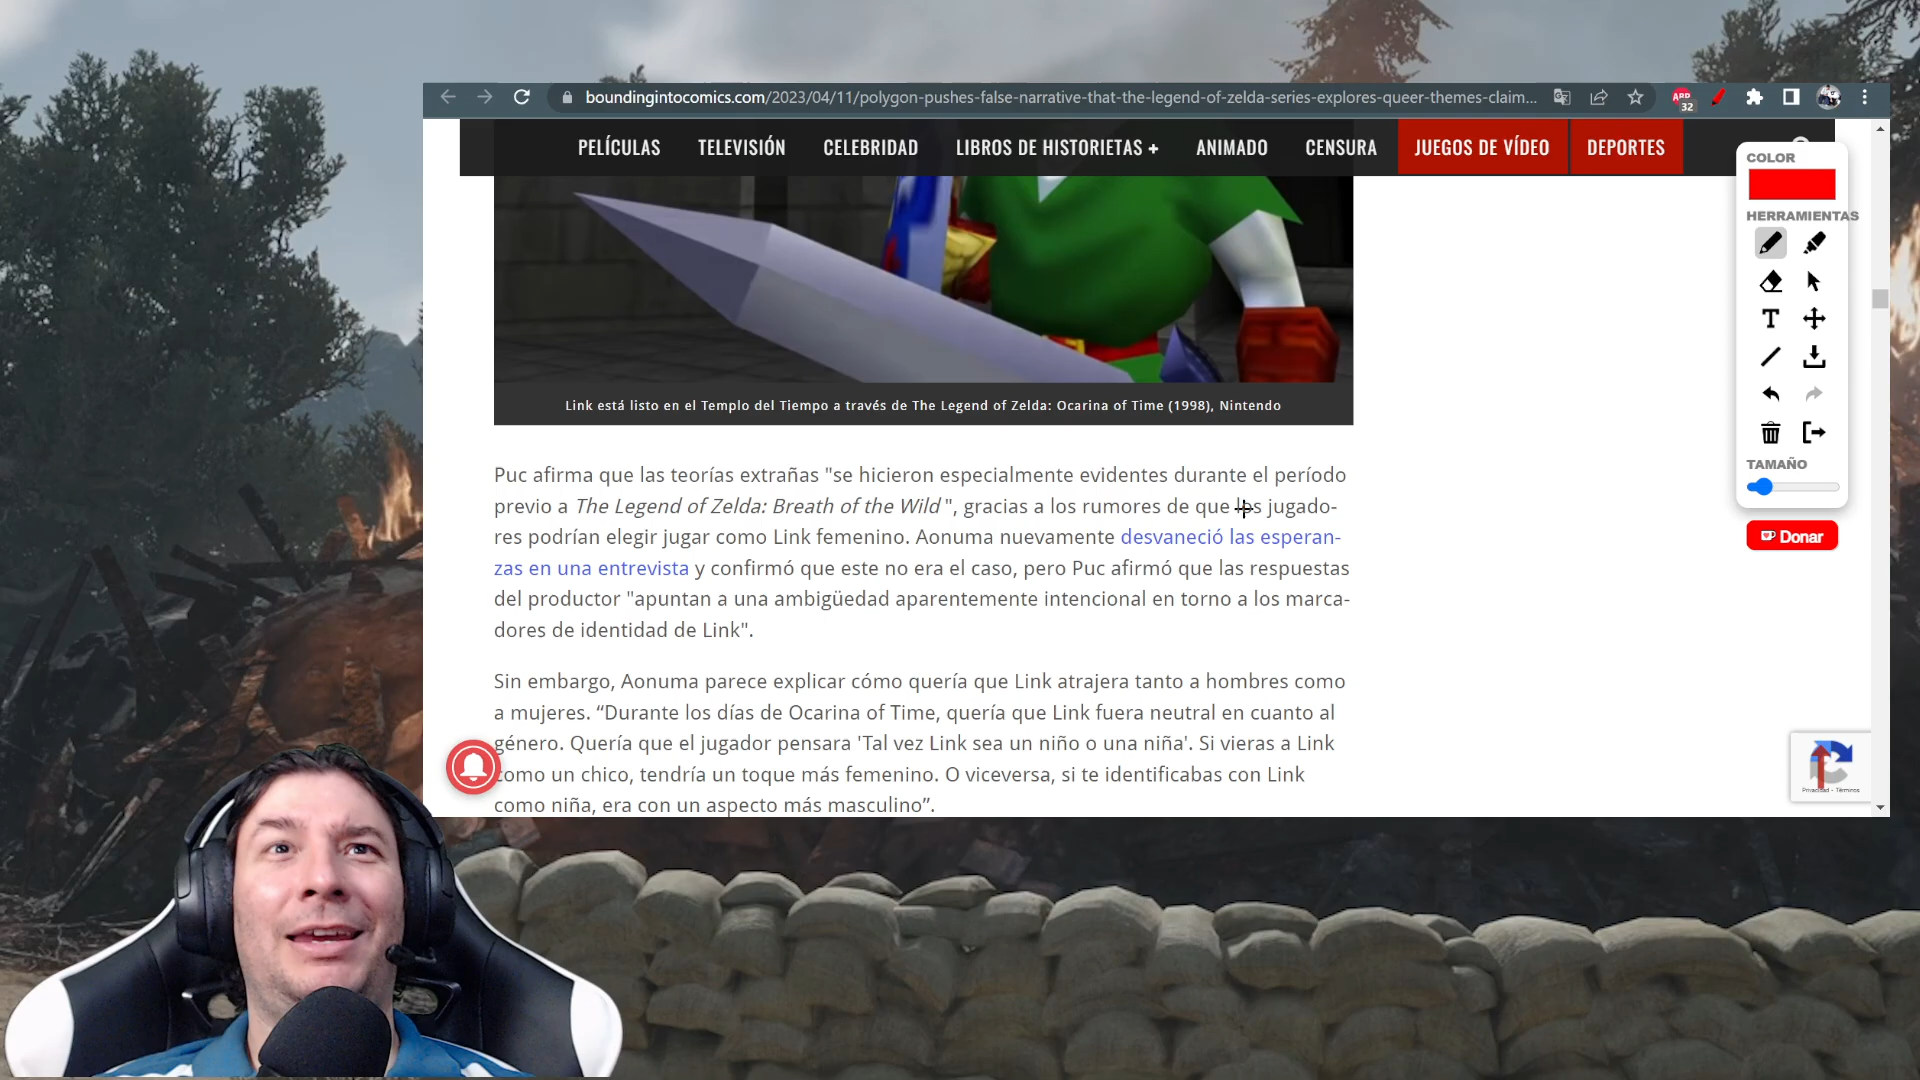 boundingintocomics.com/2023/04/11/polygon-pushes-false-narrative-that-the-legend-of-zelda-series-explores-queer-themes-claim...
ABP
32
PELÍCULAS TELEVISIÓN CELEBRIDAD LIBROS DE HISTORIETAS + ANIMADO CENSURA JUEGOS DE VÍDEO DEPORTES
COLOR
HERRAMIENTAS
T
TAMAÑO
Donar
Link está listo en el Templo del Tiempo a través de The Legend of Zelda: Ocarina of Time (1998), Nintendo
Puc afirma que las teorías extrañas "se hicieron especialmente evidentes durante el período
previo a The Legend of Zelda: Breath of the Wild ", gracias a los rumores de que los jugado-
res podrían elegir jugar como Link femenino. Aonuma nuevamente desvaneció las esperan-
zas en una entrevista y confirmó que este no era el caso, pero Puc afirmó que las respuestas
del productor "apuntan a una ambigüedad aparentemente intencional en torno a los marca-
dores de identidad de Link".
Sin embargo, Aonuma parece explicar cómo quería que Link atrajera tanto a hombres como
a mujeres. “Durante los días de Ocarina of Time, quería que Link fuera neutral en cuanto al
género. Quería que el jugador pensara 'Tal vez Link sea un niño o una niña'. Si vieras a Link
como un chico, tendría un toque más femenino. O viceversa, si te identificabas con Link
como niña, era con un aspecto más masculino”.
Privacidad - Términos